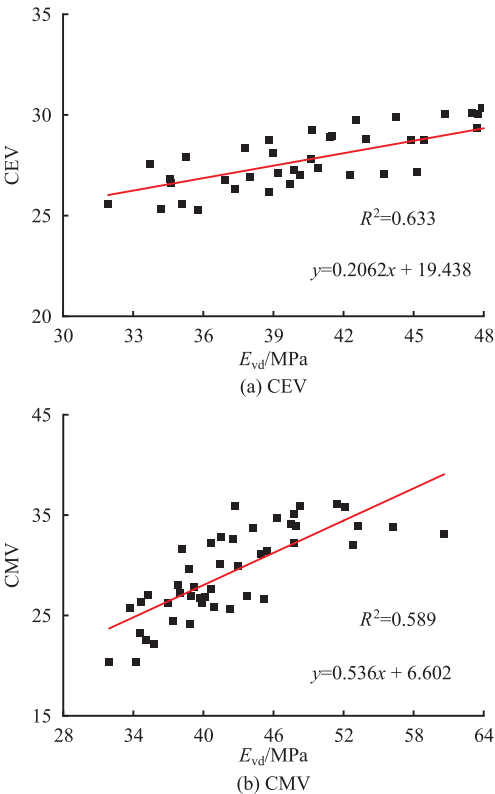 35
30
25
20
CEV
R²=0.633
y=0.2062x + 19.438
30 33 36 39 42 45 48
Evd/MPa
(a) CEV
45
35
25
15
CMV
R²=0.589
y=0.536x + 6.602
28 34 40 46 52 58 64
Evd/MPa
(b) CMV